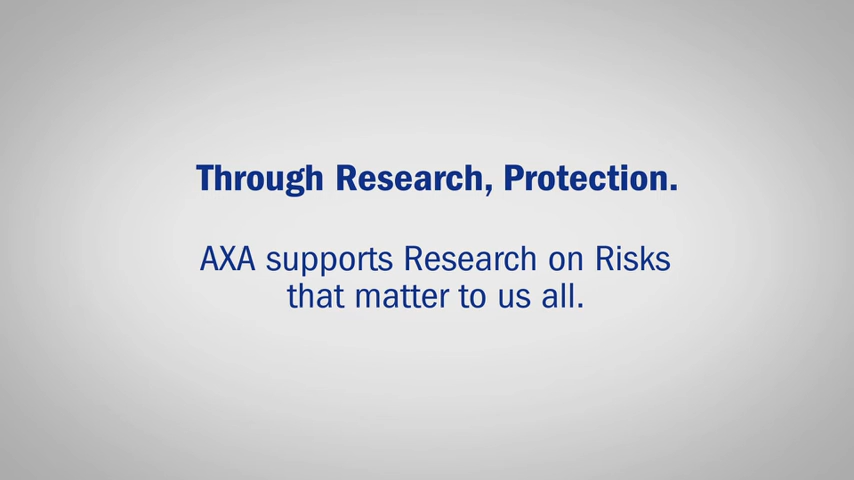 Through Research, Protection.
AXA supports Research on Risks
that matter to us all.